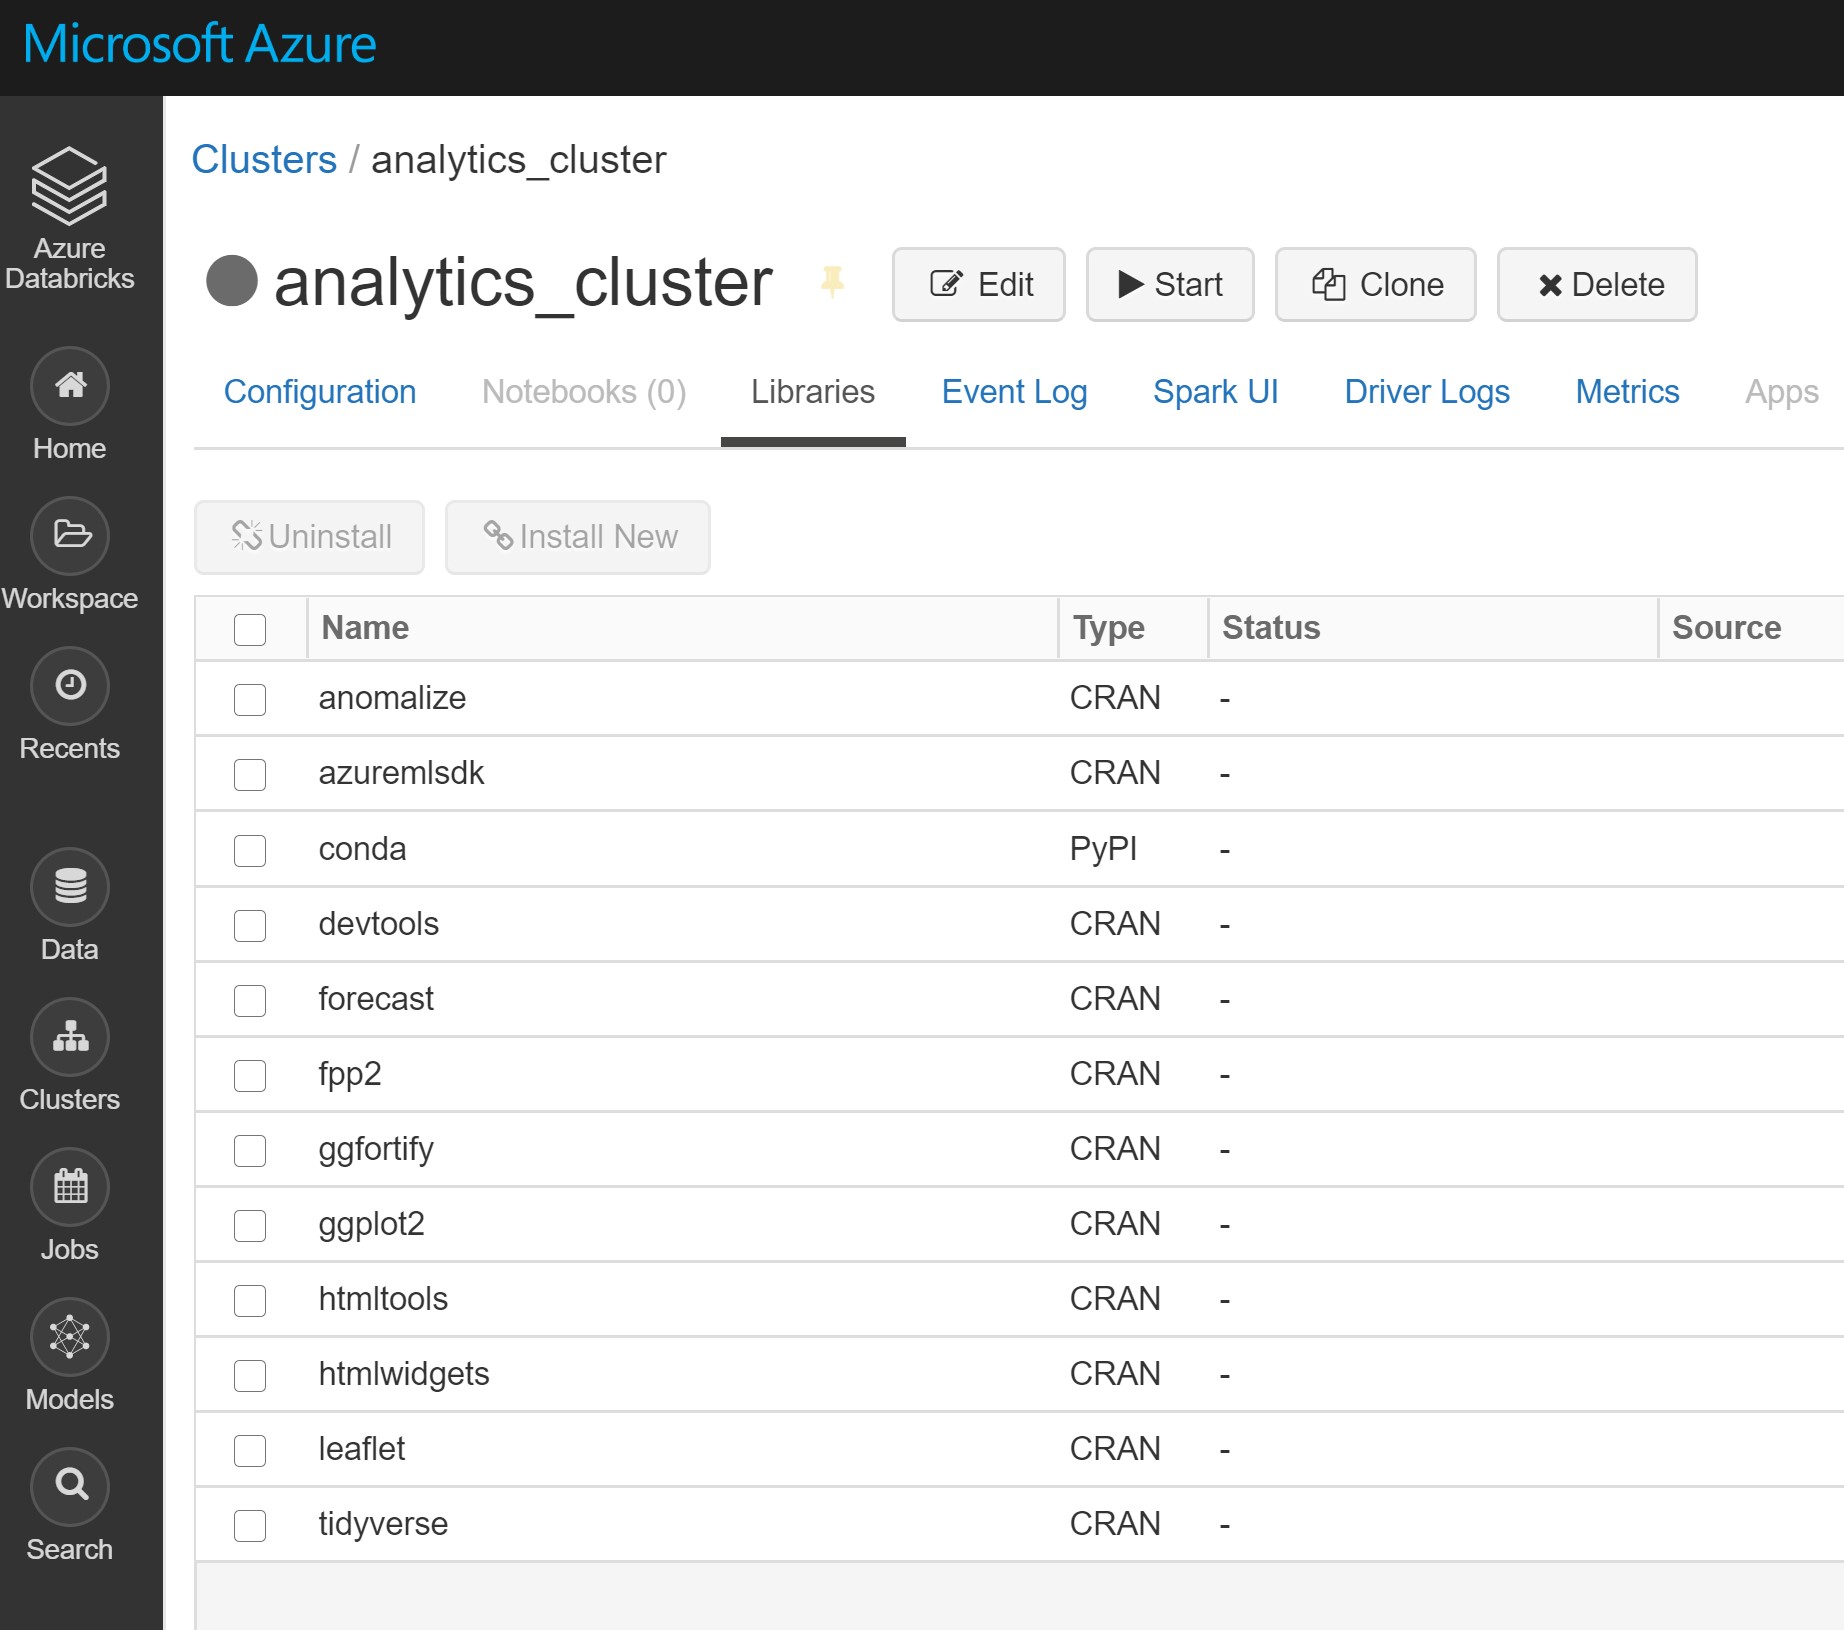 Microsoft Azure
Azure
Databricks
Home
Workspace
Recents
Data
Clusters
Jobs
Models
Search
Clusters / analytics_cluster
analytics_cluster Edit Start Clone Delete
Configuration Notebooks (0) Libraries Event Log Spark UI Driver Logs Metrics Apps
Uninstall Install New
Name Type Status Source
anomalize CRAN -
azuremlsdk CRAN -
conda PyPI -
devtools CRAN -
forecast CRAN -
fpp2 CRAN -
ggfortify CRAN -
ggplot2 CRAN -
htmltools CRAN -
htmlwidgets CRAN -
leaflet CRAN -
tidyverse CRAN -